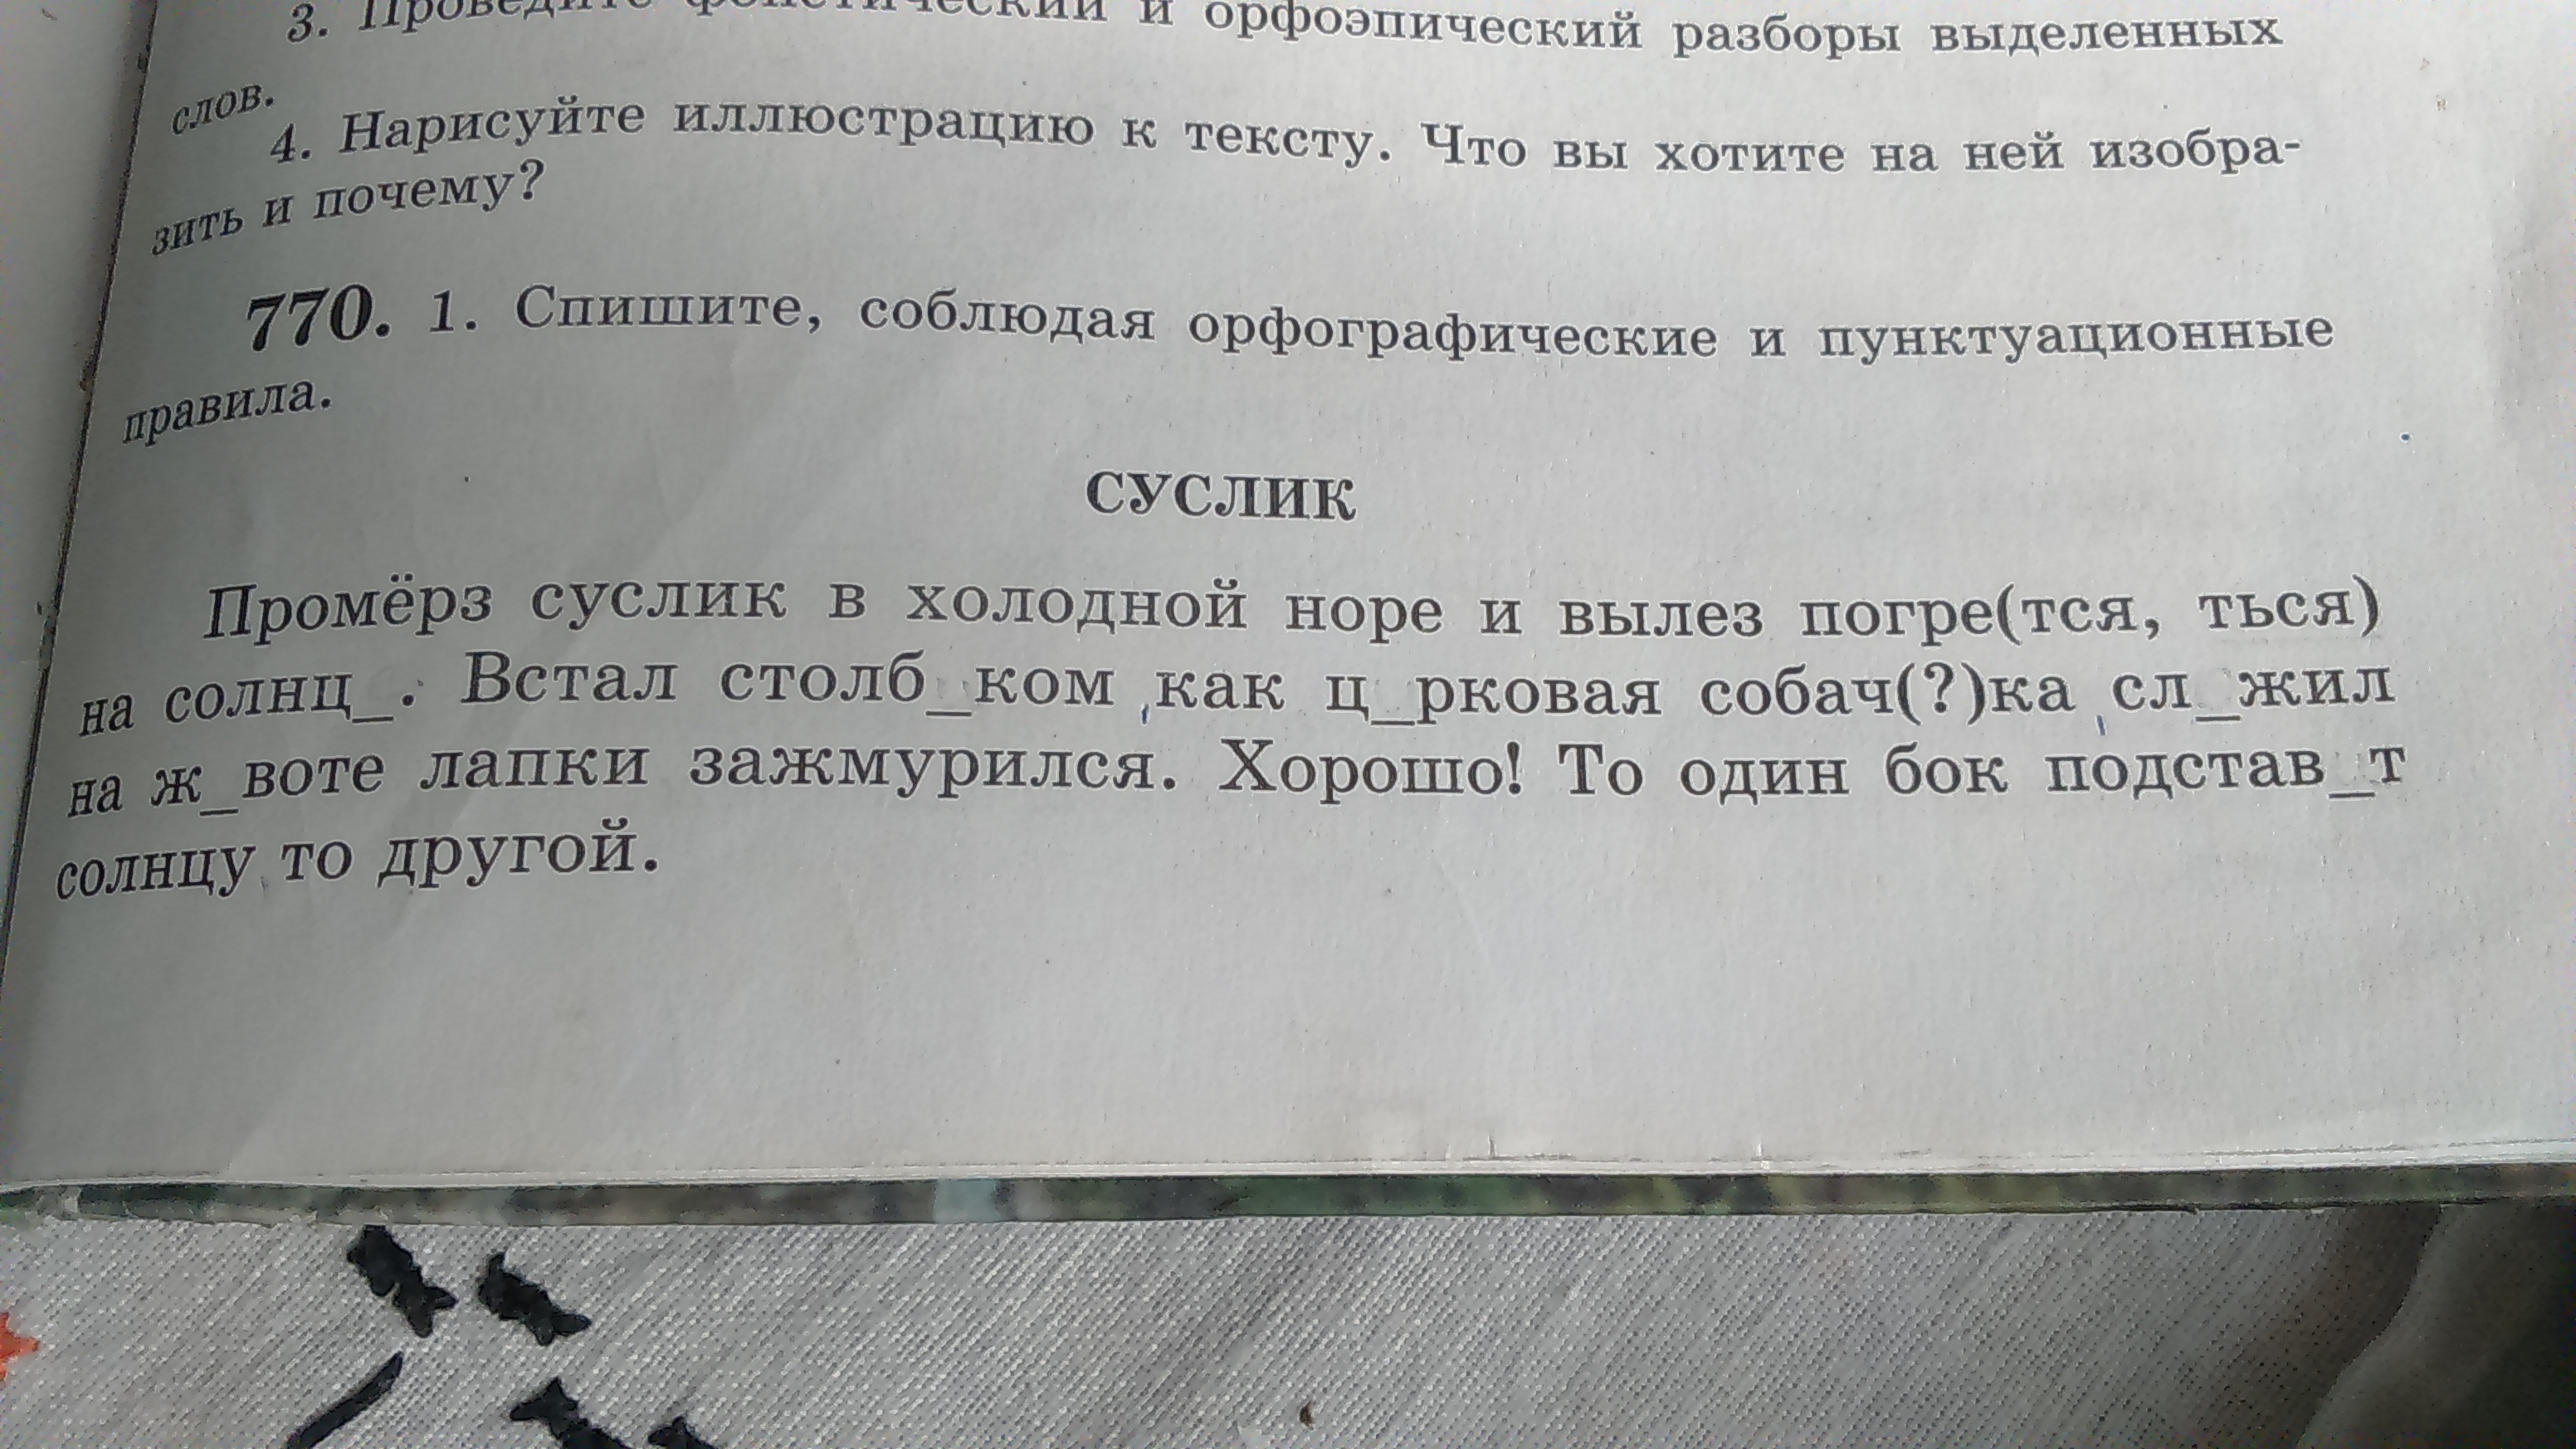 3. Проведите фонетический и орфоэпический разборы выделенных
слов.
4. Нарисуйте иллюстрацию к тексту. Что вы хотите на ней изобра-
зить и почему?
770. 1. Спишите, соблюдая орфографические и пунктуационные
правила.
СУСЛИК
Промёрз суслик в холодной норе и вылез погре(тся, ться)
на солнц_. Встал столб_ком, как ц_рковая собач(?)ка, сл_жил
на ж_воте лапки зажмурился. Хорошо! То один бок подстав_т
солнцу то другой.